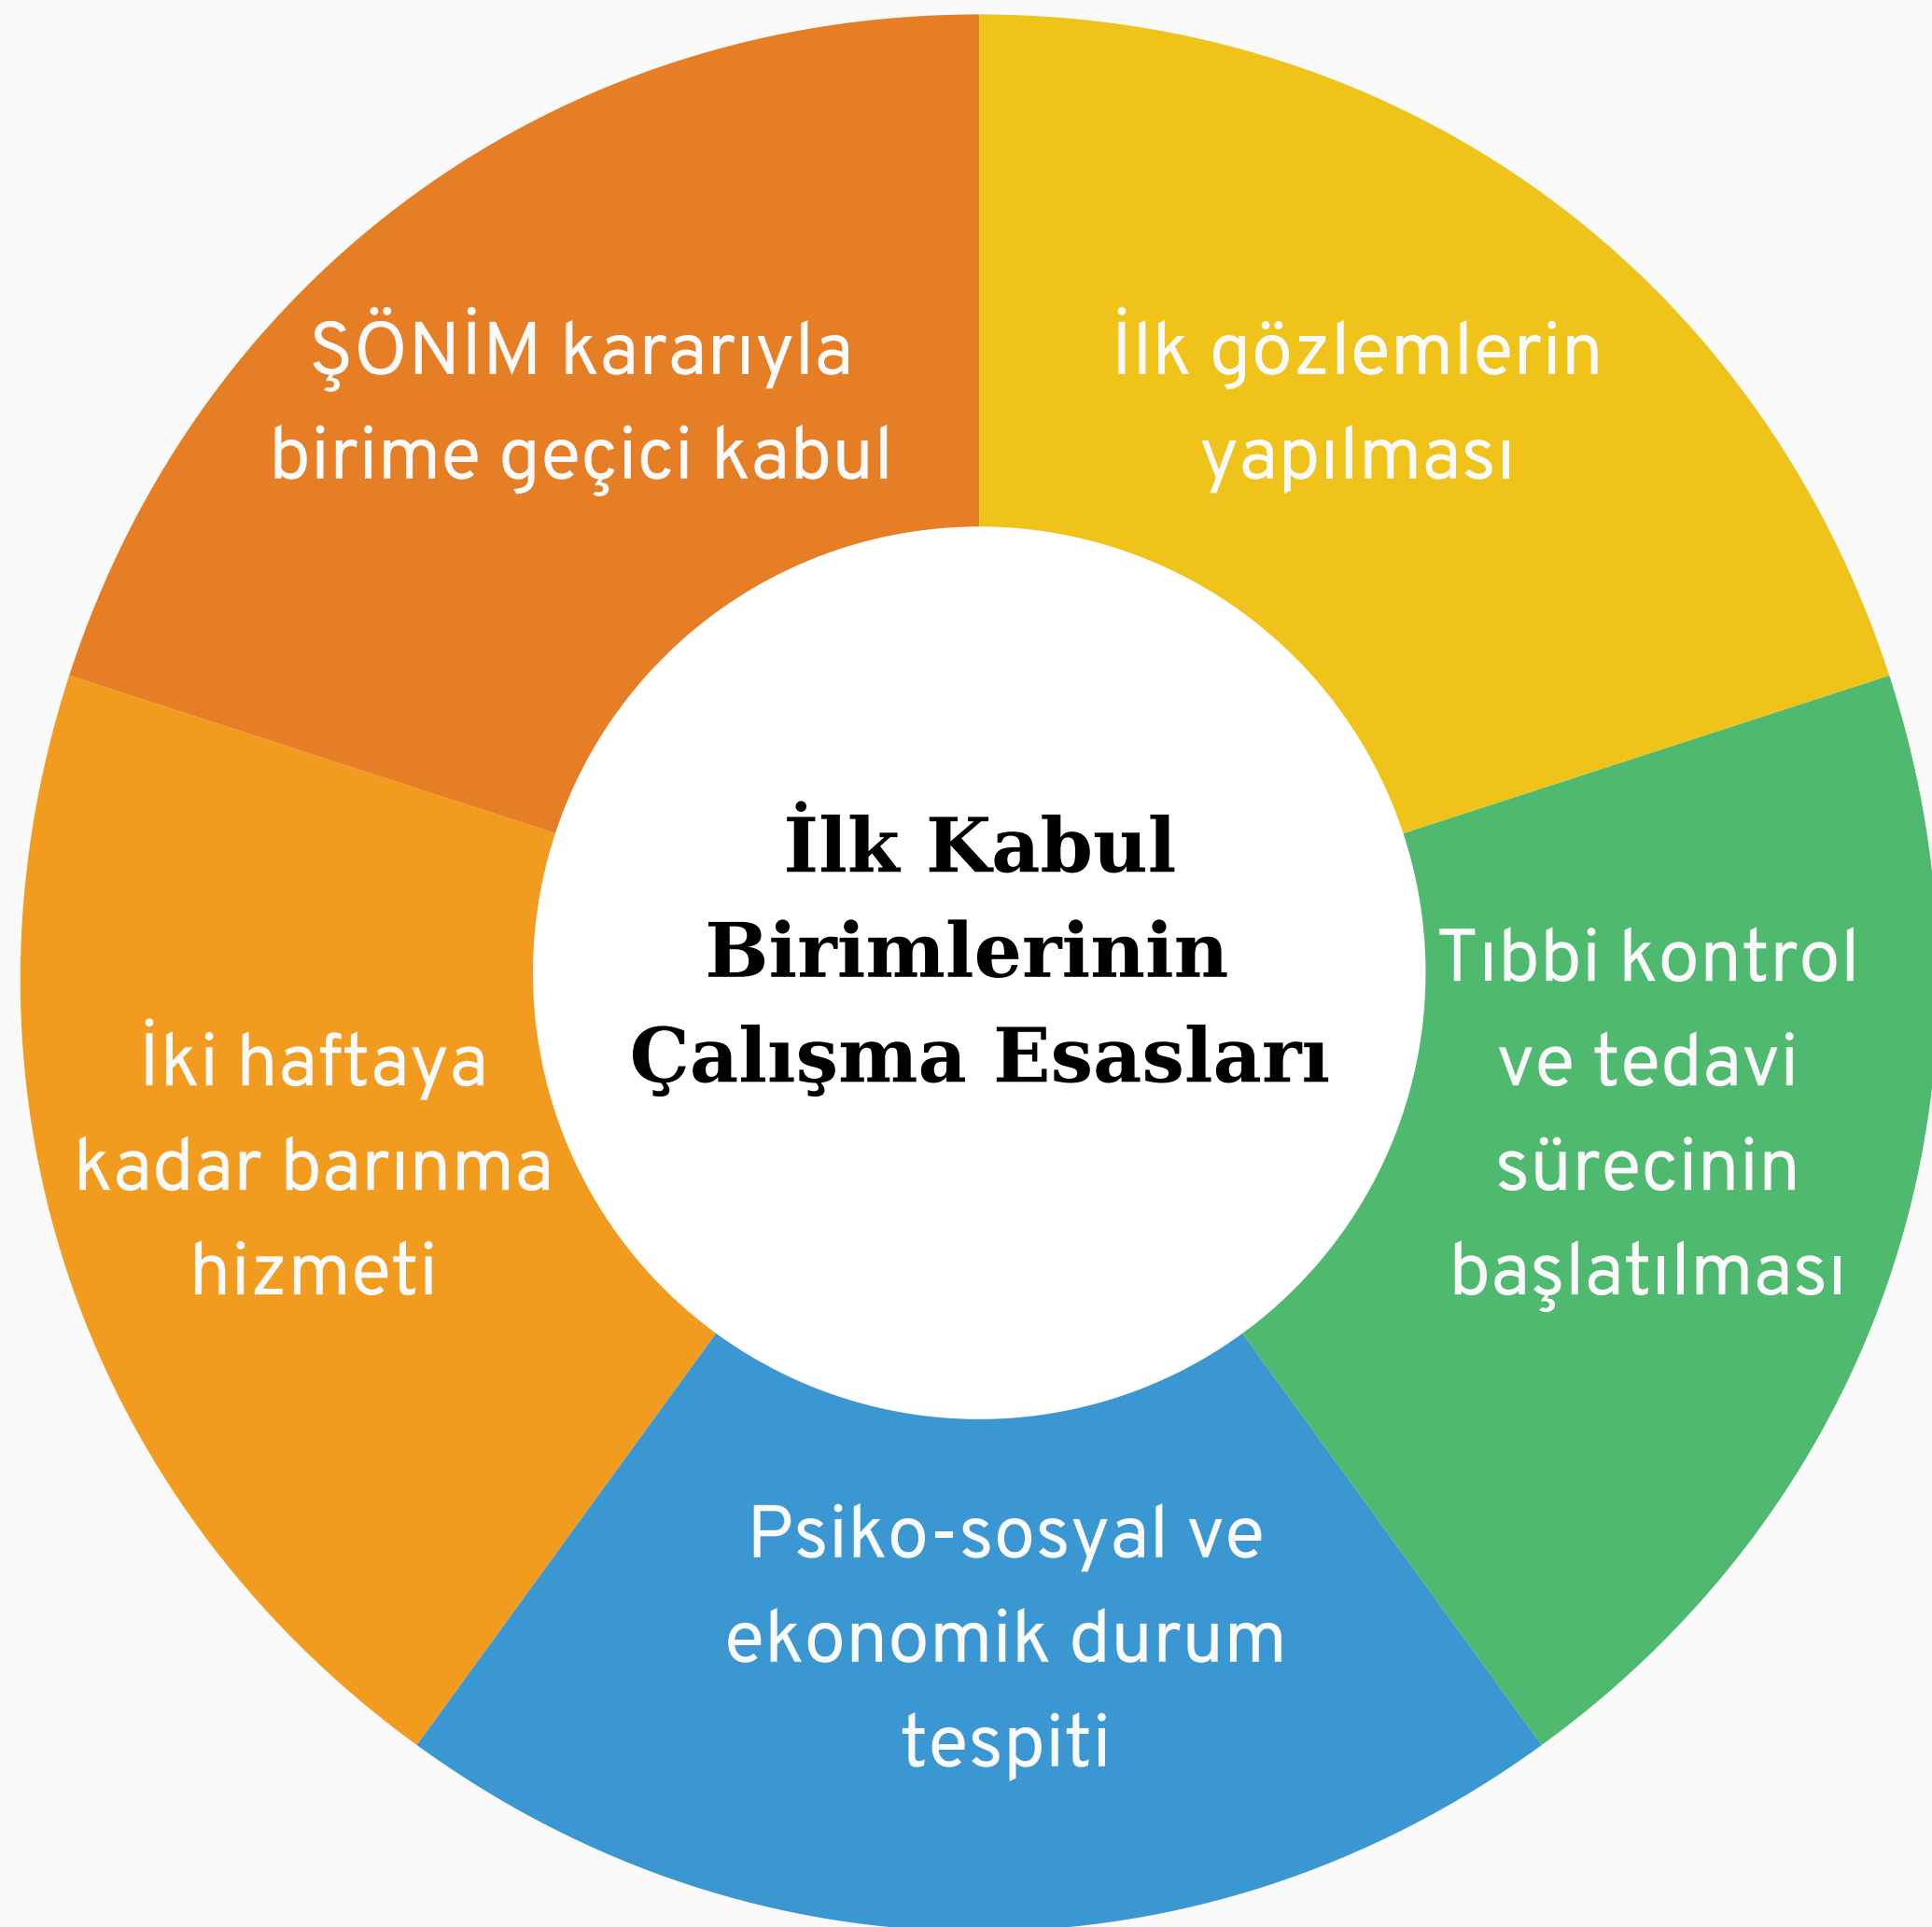 ŞÖNİM kararıyla
birime geçici kabul
İlk gözlemlerin
yapılması
Tıbbi kontrol
ve tedavi
sürecinin
başlatılması
Psiko-sosyal ve
ekonomik durum
tespiti
İki haftaya
kadar barınma
hizmeti
İlk Kabul
Birimlerinin
Çalışma Esasları